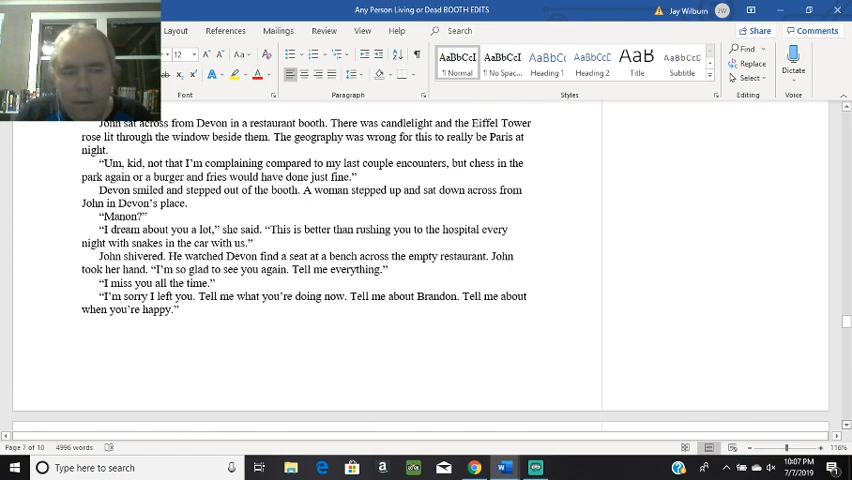 Any Person Living or Dead BOOTH EDITS
Jay Wilburn
JW
Layout
References
Mailings
Review
View
Help
Search
Share
Comments
12
Aa
A
A
A
Font
Paragraph
AaBbCcI
AaBbCcI
AaBbCc
AaBbCc
AaB
AaBbCcI
¶ Normal
¶ No Spac...
Heading 1
Heading 2
Title
Subtitle
Styles
Find
Replace
Select
Editing
Dictate
Voice
John sat across from Devon in a restaurant booth. There was candlelight and the Eiffel Tower
rose lit through the window beside them. The geography was wrong for this to really be Paris at
night.
“Um, kid, not that I’m complaining compared to my last couple encounters, but chess in the
park again or a burger and fries would have done just fine.”
Devon smiled and stepped out of the booth. A woman stepped up and sat down across from
John in Devon’s place.
“Manon?”
“I dream about you a lot,” she said. “This is better than rushing you to the hospital every
night with snakes in the car with us.”
John shivered. He watched Devon find a seat at a bench across the empty restaurant. John
took her hand. “I’m so glad to see you again. Tell me everything.”
“I miss you all the time.”
“I’m sorry I left you. Tell me what you’re doing now. Tell me about Brandon. Tell me about
when you’re happy.”
Page 7 of 10
4996 words
116%
Type here to search
10:07 PM
7/7/2019